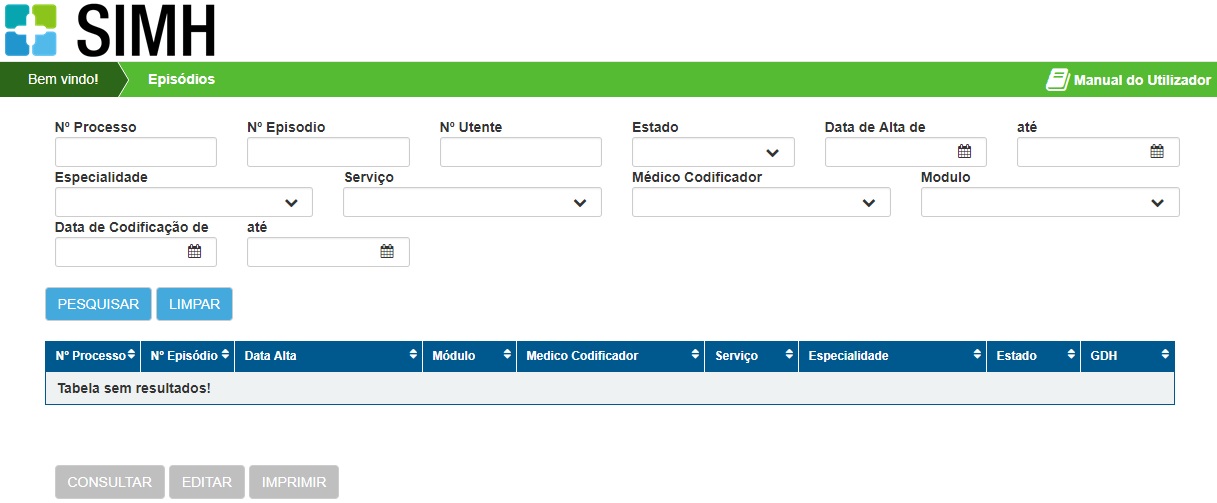 SIMH
Bem vindo! Episódios Manual do Utilizador
Nº Processo Nº Episodio Nº Utente Estado Data de Alta de até
Especialidade Serviço Médico Codificador Modulo
Data de Codificação de até
PESQUISAR LIMPAR
Nº Processo Nº Episódio Data Alta Módulo Medico Codificador Serviço Especialidade Estado GDH
Tabela sem resultados!
CONSULTAR EDITAR IMPRIMIR